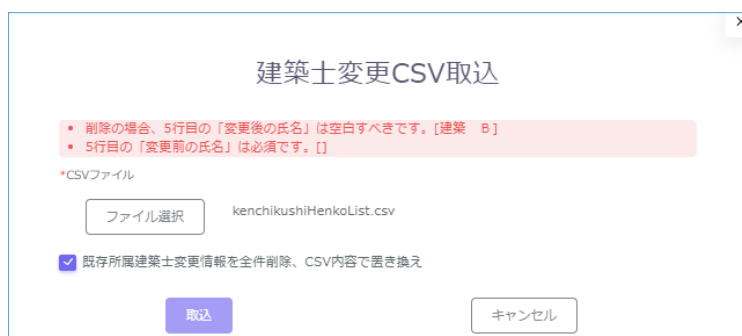 建築士変更CSV取込
• 削除の場合、5行目の「変更後の氏名」は空白すべきです。[建築　B]
• 5行目の「変更前の氏名」は必須です。[]
*CSVファイル
ファイル選択 kenchikushiHenkoList.csv
既存所属建築士変更情報を全件削除、CSV内容で置き換え
取込 キャンセル